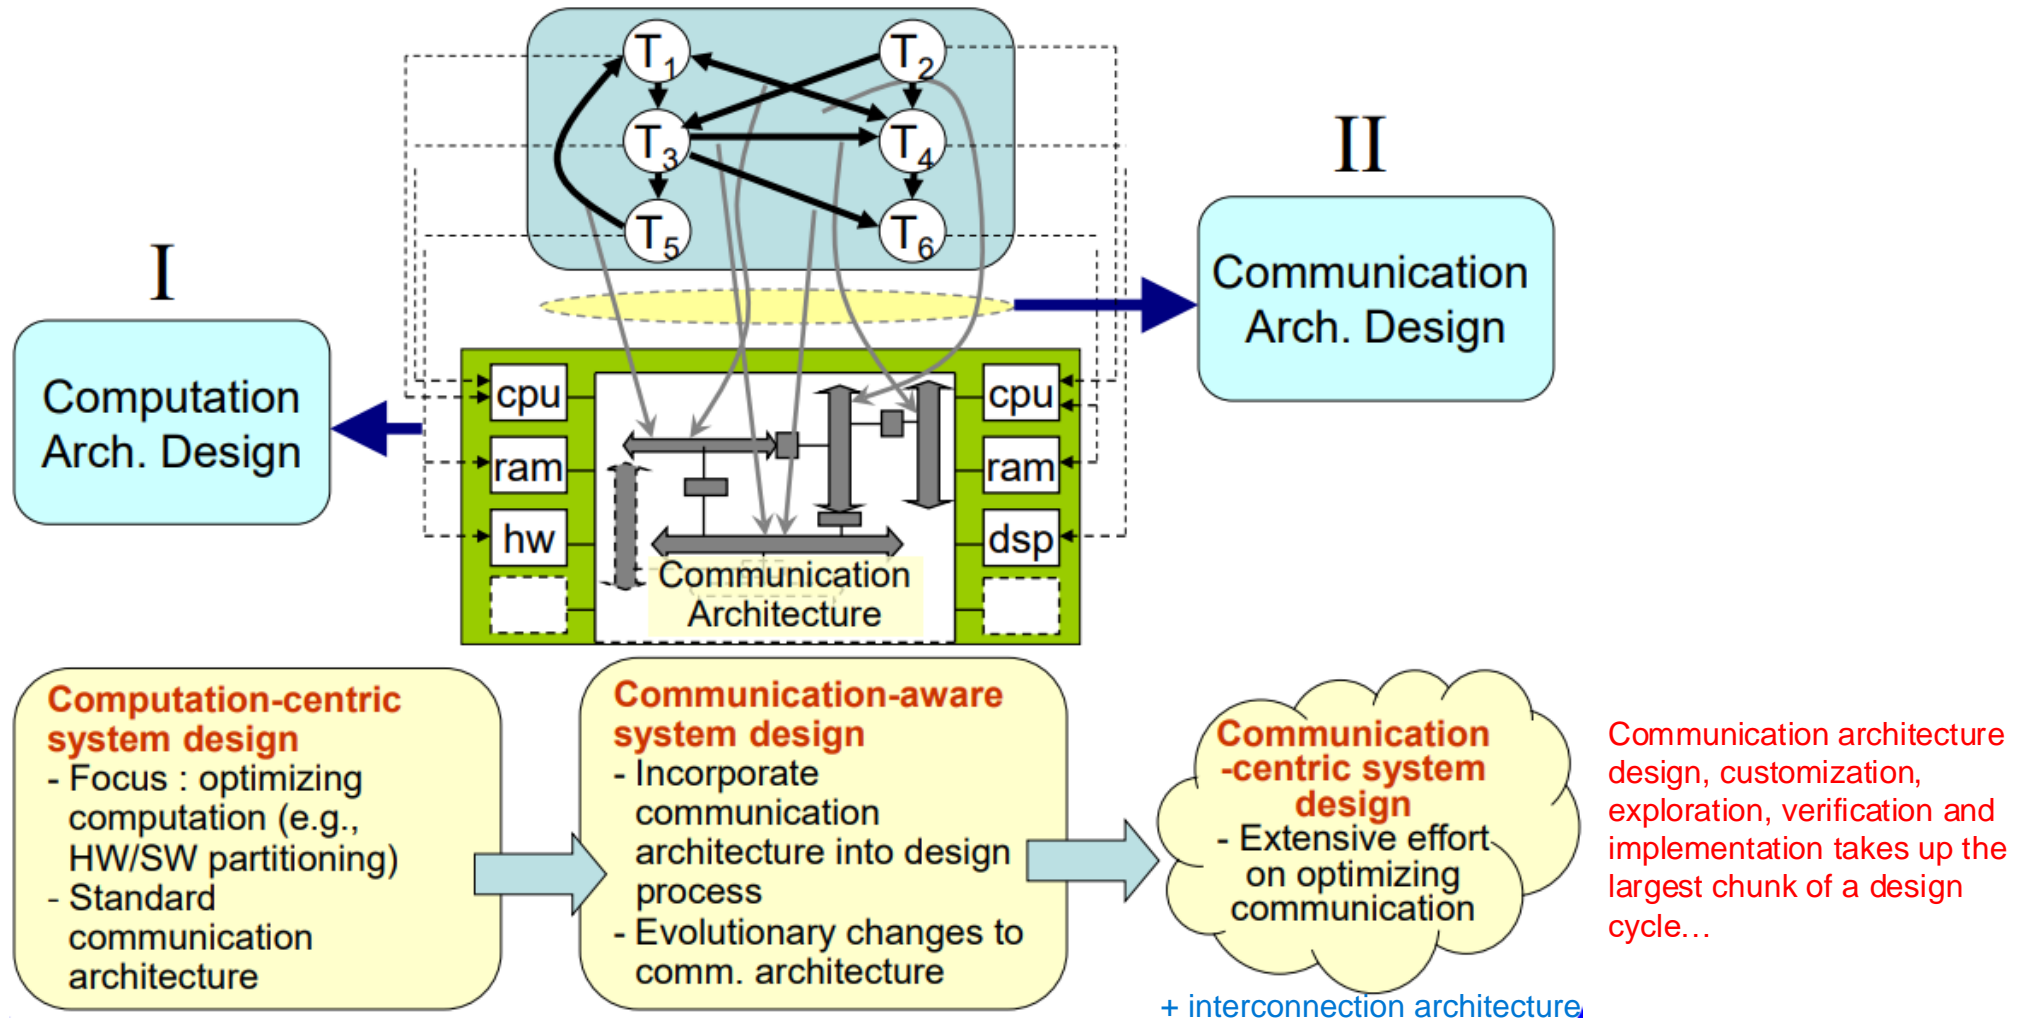 T1
T2
T3
T4
T5
T6
I
II
Computation
Arch. Design
Communication
Arch. Design
cpu
ram
hw
cpu
ram
dsp
Communication
Architecture
Computation-centric
system design
- Focus : optimizing
computation (e.g.,
HW/SW partitioning)
- Standard
communication
architecture
Communication-aware
system design
- Incorporate
communication
architecture into design
process
- Evolutionary changes to
comm. architecture
Communication
-centric system
design
- Extensive effort
on optimizing
communication
+ interconnection architecture
Communication architecture
design, customization,
exploration, verification and
implementation takes up the
largest chunk of a design
cycle…